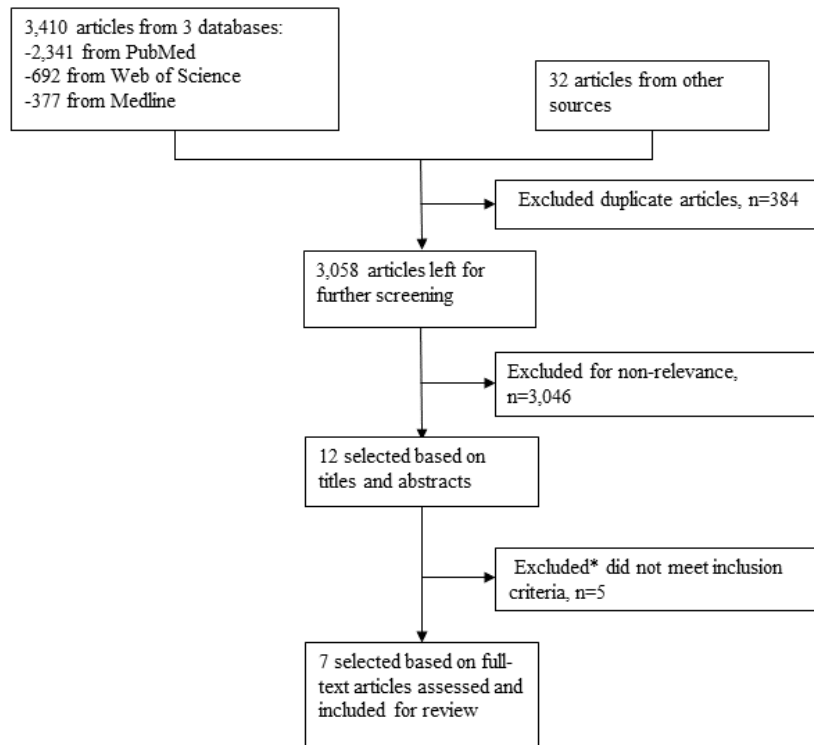 3,410 articles from 3 databases:
-2,341 from PubMed
-692 from Web of Science
-377 from Medline
32 articles from other
sources
Excluded duplicate articles, n=384
3,058 articles left for
further screening
Excluded for non-relevance,
n=3,046
12 selected based on
titles and abstracts
Excluded* did not meet inclusion
criteria, n=5
7 selected based on full-
text articles assessed and
included for review